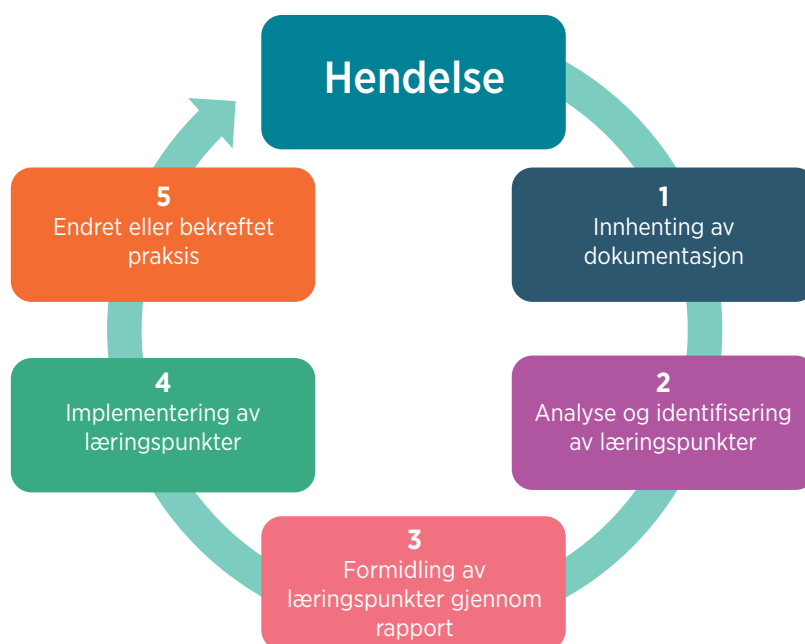 Hendelse
1
Innhenting av
dokumentasjon
2
Analyse og identifisering
av læringspunkter
3
Formidling av
læringspunkter gjennom
rapport
4
Implementering av
læringspunkter
5
Endret eller bekreftet
praksis